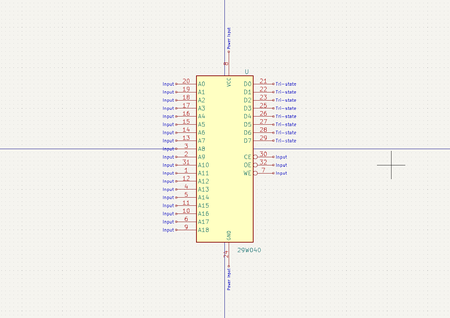 Power input
8
U
VCC
Input 20 A0 D0 21 Tri-state
Input 19 A1 D1 22 Tri-state
Input 18 A2 D2 23 Tri-state
Input 17 A3 D3 25 Tri-state
Input 16 A4 D4 26 Tri-state
Input 15 A5 D5 27 Tri-state
Input 14 A6 D6 28 Tri-state
Input 13 A7 D7 29 Tri-state
Input 3 A8
Input 2 A9 CE 30 Input
Input 31 A10 OE 32 Input
Input 1 A11 WE 7 Input
Input 12 A12
Input 4 A13
Input 5 A14
Input 11 A15
Input 10 A16
Input 6 A17
Input 9 A18
GND
24
29W040
Power input